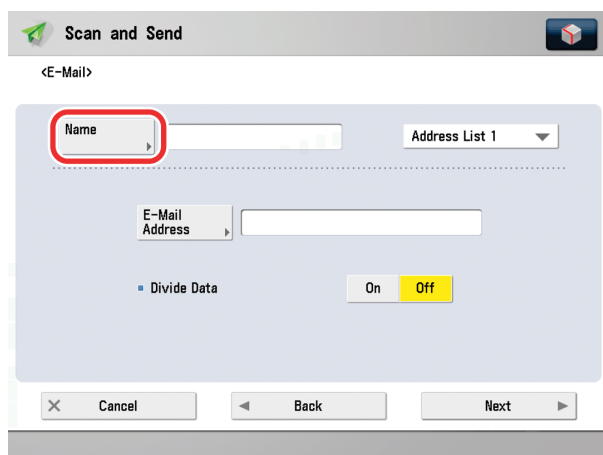 Scan and Send
<E-Mail>
Name
Address List 1
E-Mail
Address
Divide Data
On
Off
Cancel
Back
Next